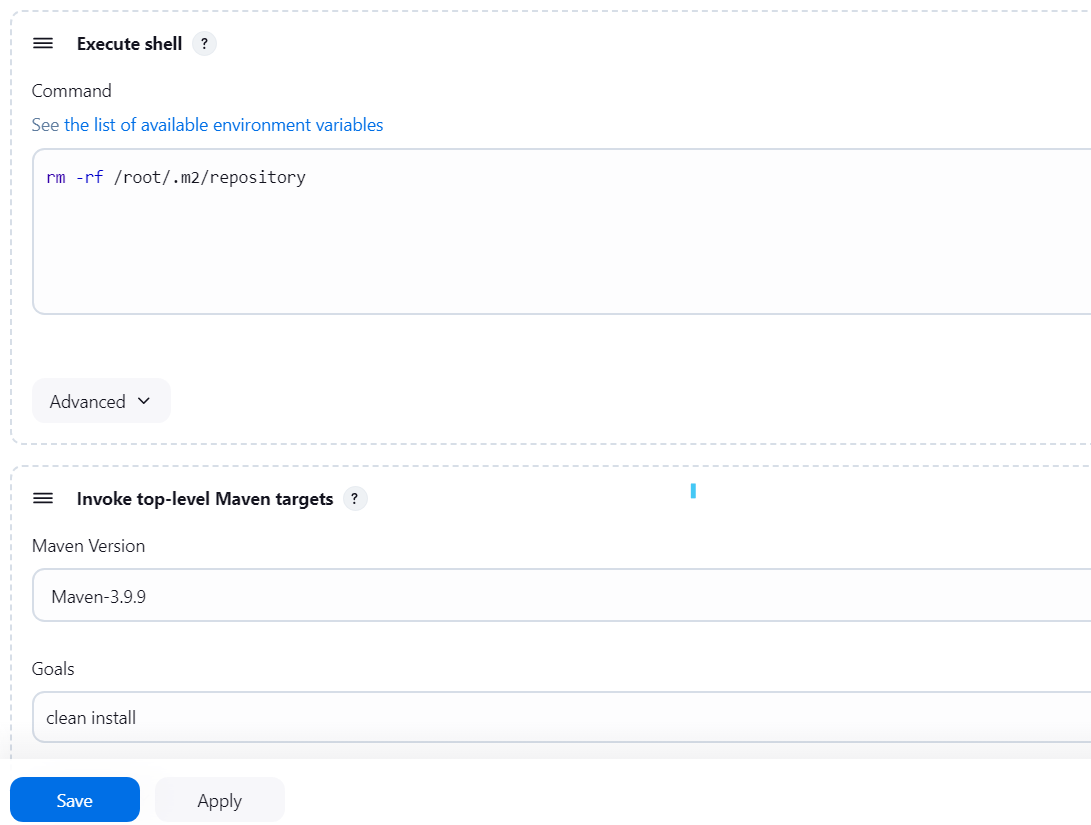 Execute shell ?
Command
See the list of available environment variables
rm -rf /root/.m2/repository
Advanced
Invoke top-level Maven targets ?
Maven Version
Maven-3.9.9
Goals
clean install
Save Apply